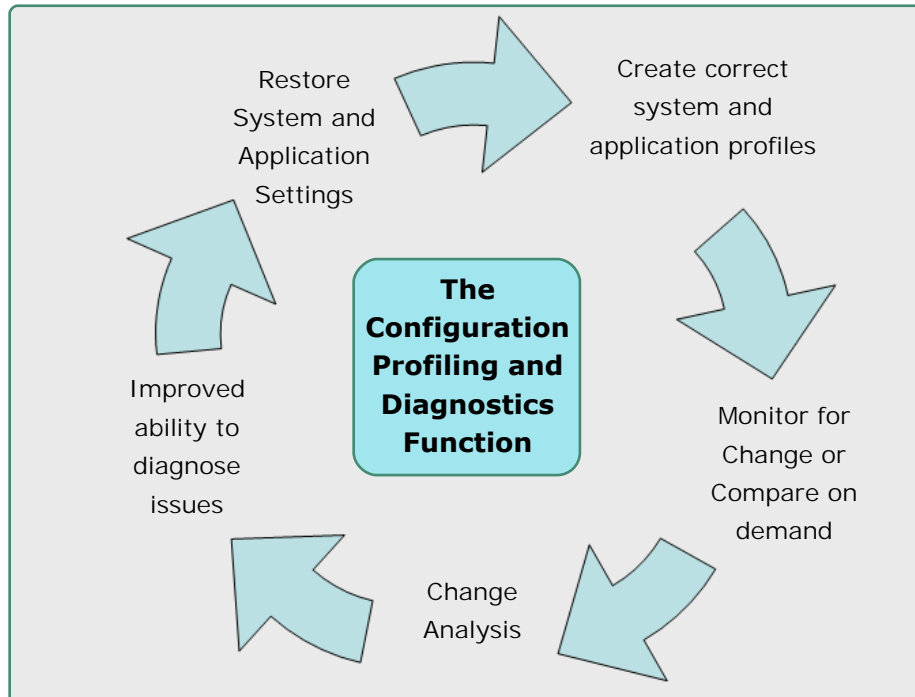 Restore
System and
Application
Settings
Create correct
system and
application profiles
The
Configuration
Profiling and
Diagnostics
Function
Improved
ability to
diagnose
issues
Monitor for
Change or
Compare on
demand
Change
Analysis